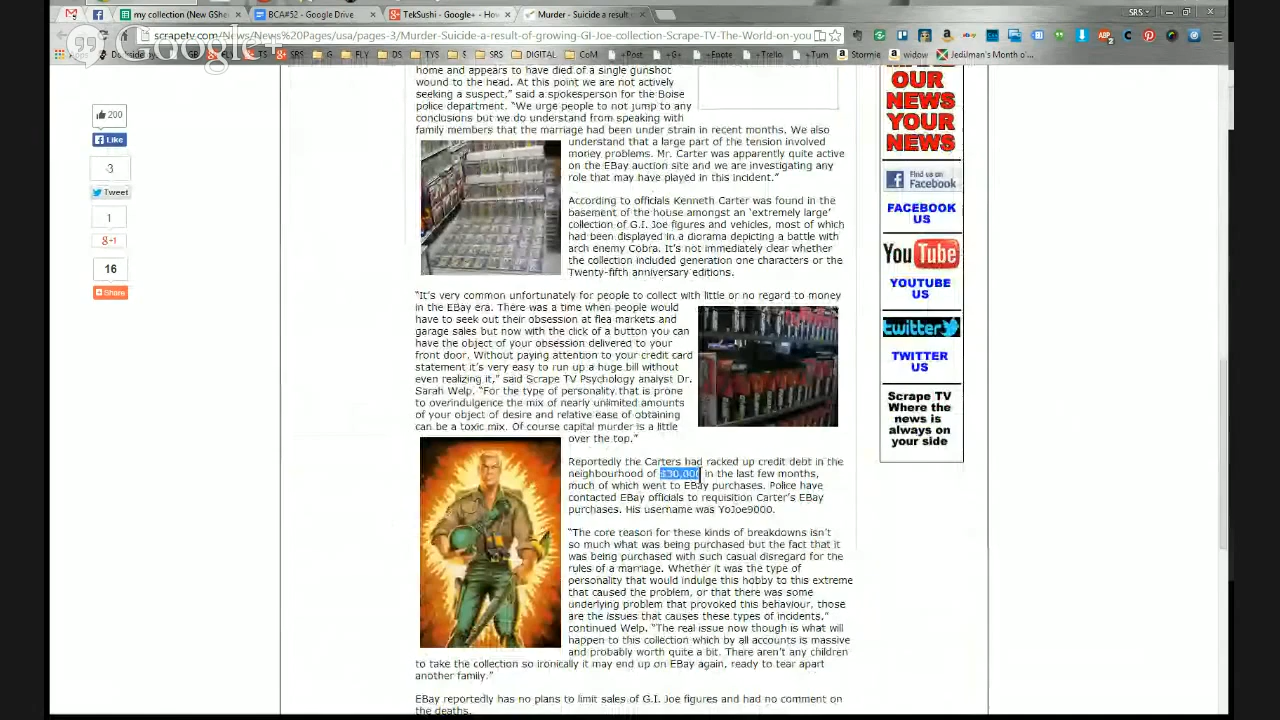 my collection (New GShe
BCA#52 - Google Drive
TekSushi - Google+ - How
Murder - Suicide a result
SRS
scrapetv.com/News/News%20Pages/usa/pages-3/Murder-Suicide-a-result-of-growing-GI-Joe-collection-Scrape-TV-The-World-on-you
Google+
SRS
G
FLY
DS
TYS
S
DIGITAL
CoM
+Post
+G+
+Enote
+Trello
+Tum
Stormie
widow
Jedilman's Month o'
home and appears to have died of a single gunshot
wound to the head. At this point we are not actively
seeking a suspect," said a spokesperson for the Boise
police department. "We urge people to not jump to any
conclusions but we do understand from speaking with
family members that the marriage had been under strain in recent months. We also
understand that a large part of the tension involved
money problems. Mr. Carter was apparently quite active
on the EBay auction site and we are investigating any
role that may have played in this incident."
According to officials Kenneth Carter was found in the
basement of the house amongst an 'extremely large'
collection of G.I. Joe figures and vehicles, most of which
had been displayed in a diorama depicting a battle with
arch enemy Cobra. It's not immediately clear whether
the collection included generation one characters or the
Twenty-fifth anniversary editions.
"It's very common unfortunately for people to collect with little or no regard to money
in the EBay era. There was a time when people would
have to seek out their obsession at flea markets and
garage sales but now with the click of a button you can
have the object of your obsession delivered to your
front door. Without paying attention to your credit card
statement it's very easy to run up a huge bill without
even realizing it," said Scrape TV Psychology analyst Dr.
Sarah Welp. "For the type of personality that is prone
to overindulgence the mix of nearly unlimited amounts
of your object of desire and relative ease of obtaining
can be a toxic mix. Of course capital murder is a little
over the top."
Reportedly the Carters had racked up credit debt in the
neighbourhood of $30,000 in the last few months,
much of which went to EBay purchases. Police have
contacted EBay officials to requisition Carter's EBay
purchases. His username was YoJoe9000.
"The core reason for these kinds of breakdowns isn't
so much what was being purchased but the fact that it
was being purchased with such casual disregard for the
rules of a marriage. Whether it was the type of
personality that would indulge this hobby to this extreme
that caused the problem, or that there was some
underlying problem that provoked this behaviour, those
are the issues that causes these types of incidents,"
continued Welp. "The real issue now though is what will
happen to this collection which by all accounts is massive
and probably worth quite a bit. There aren't any children
to take the collection so ironically it may end up on EBay again, ready to tear apart
another family."
EBay reportedly has no plans to limit sales of G.I. Joe figures and had no comment on
the deaths.
200
Like
3
Tweet
1
g+1
16
Share
OUR
NEWS
YOUR
NEWS
Find us on
Facebook
FACEBOOK
US
YouTube
YOUTUBE
US
twitter
TWITTER
US
Scrape TV
Where the
news is
always on
your side